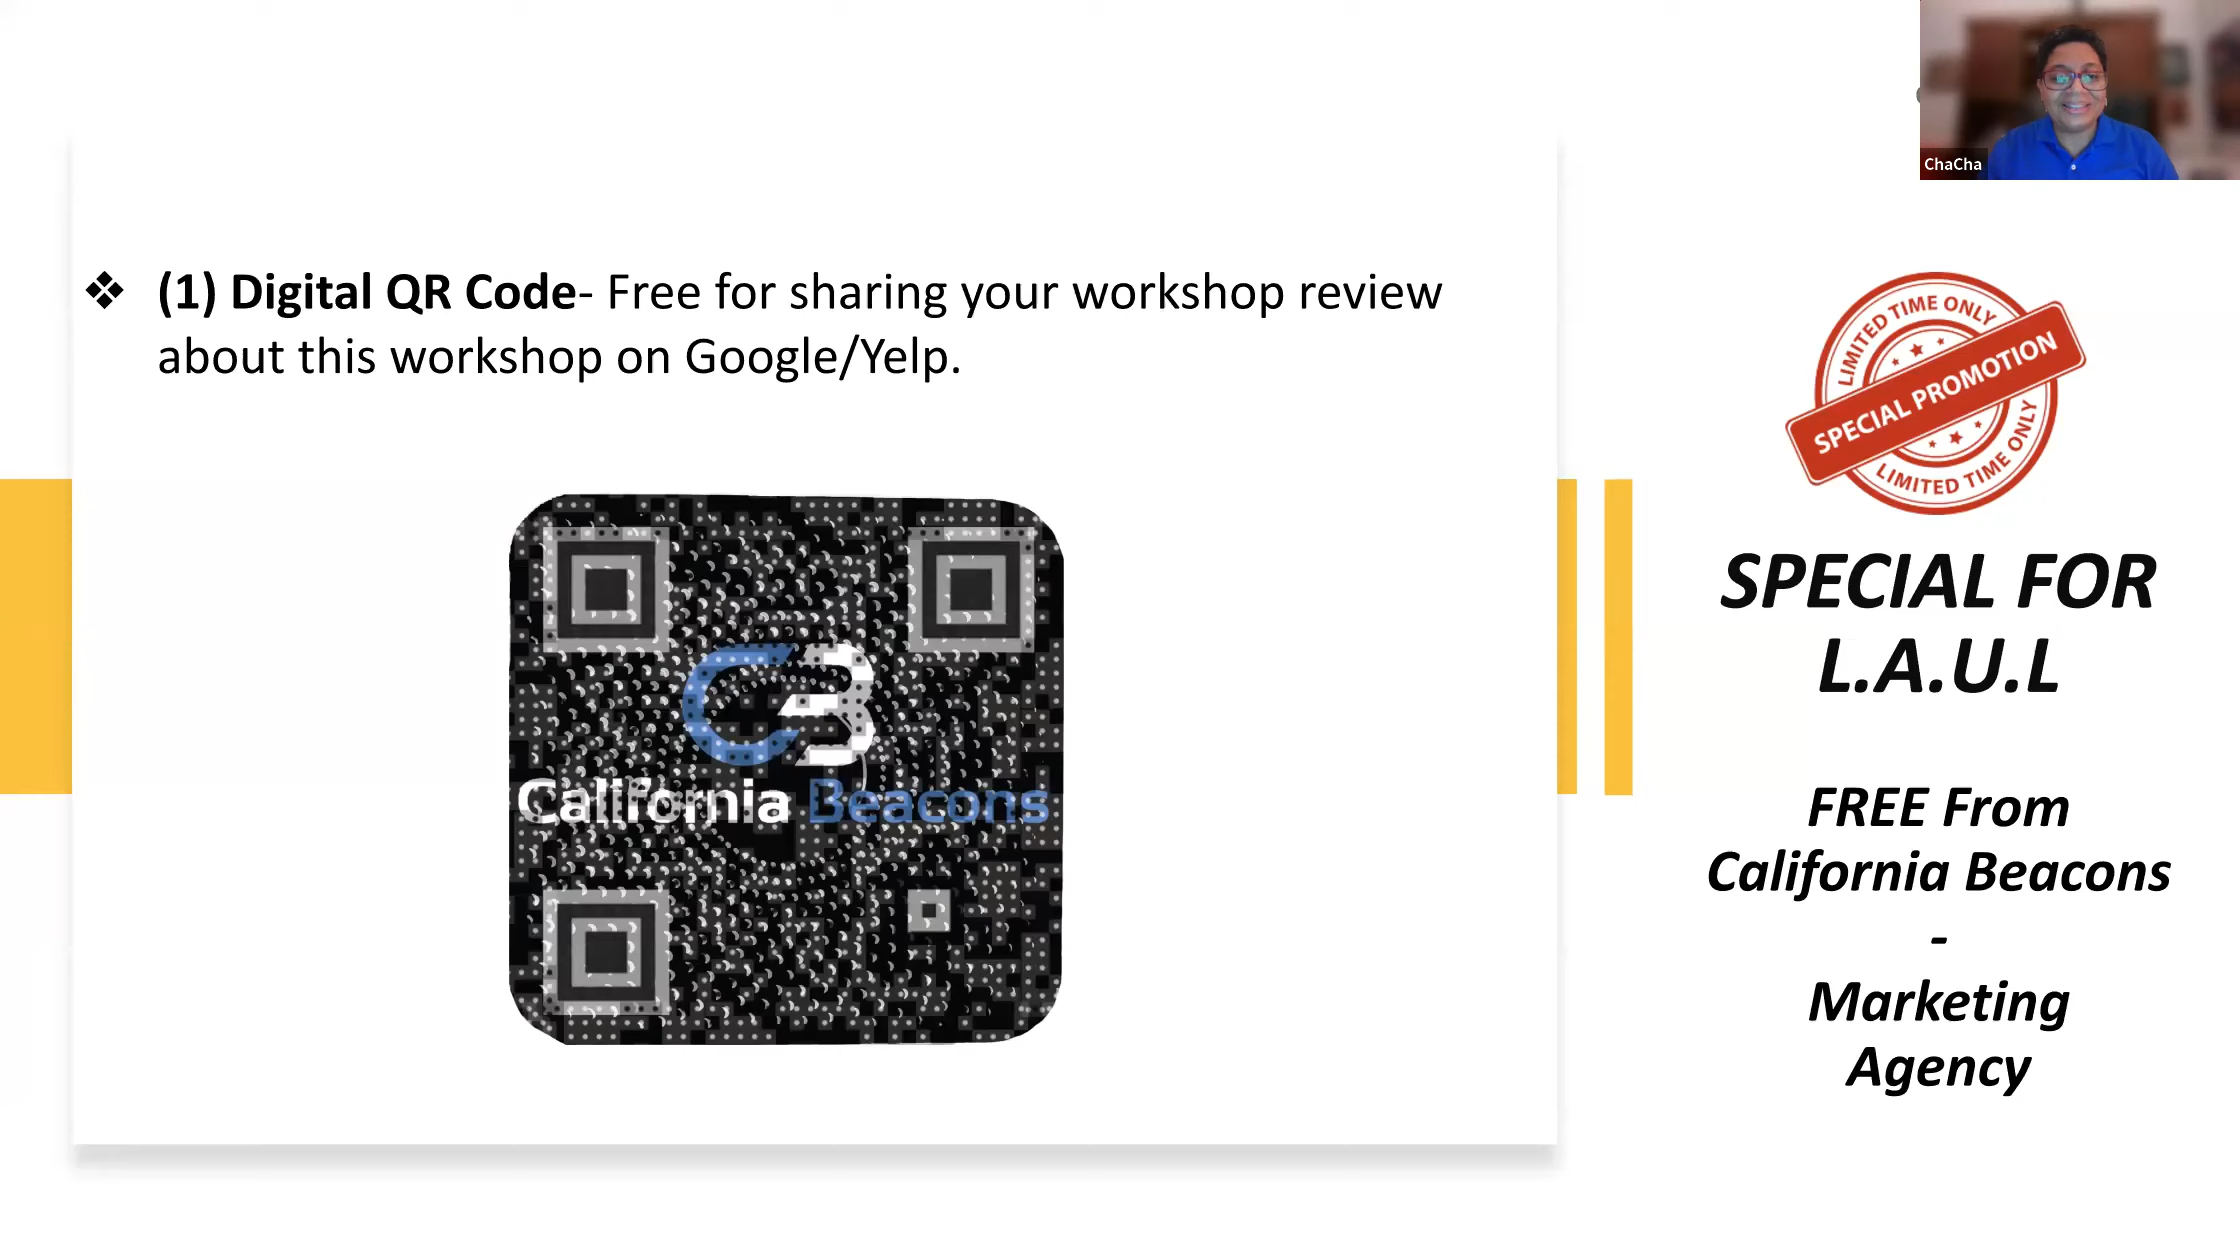 ChaCha
❖ (1) Digital QR Code- Free for sharing your workshop review
about this workshop on Google/Yelp.
CB
California Beacons
LIMITED TIME ONLY
SPECIAL PROMOTION
LIMITED TIME ONLY
SPECIAL FOR
L.A.U.L
FREE From
California Beacons
-
Marketing
Agency